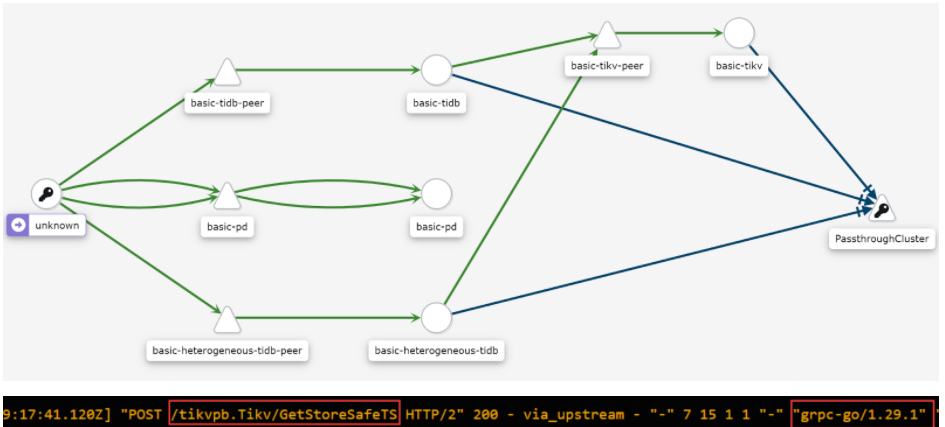 basic-tikv-peer
basic-tikv
basic-tidb-peer
basic-tidb
unknown
basic-pd
basic-pd
PassthroughCluster
basic-heterogeneous-tidb-peer
basic-heterogeneous-tidb
9:17:41.120Z] "POST /tikvpb.Tikv/GetStoreSafeTS HTTP/2" 200 - via_upstream - "-" 7 15 1 1 "-" "grpc-go/1.29.1" "